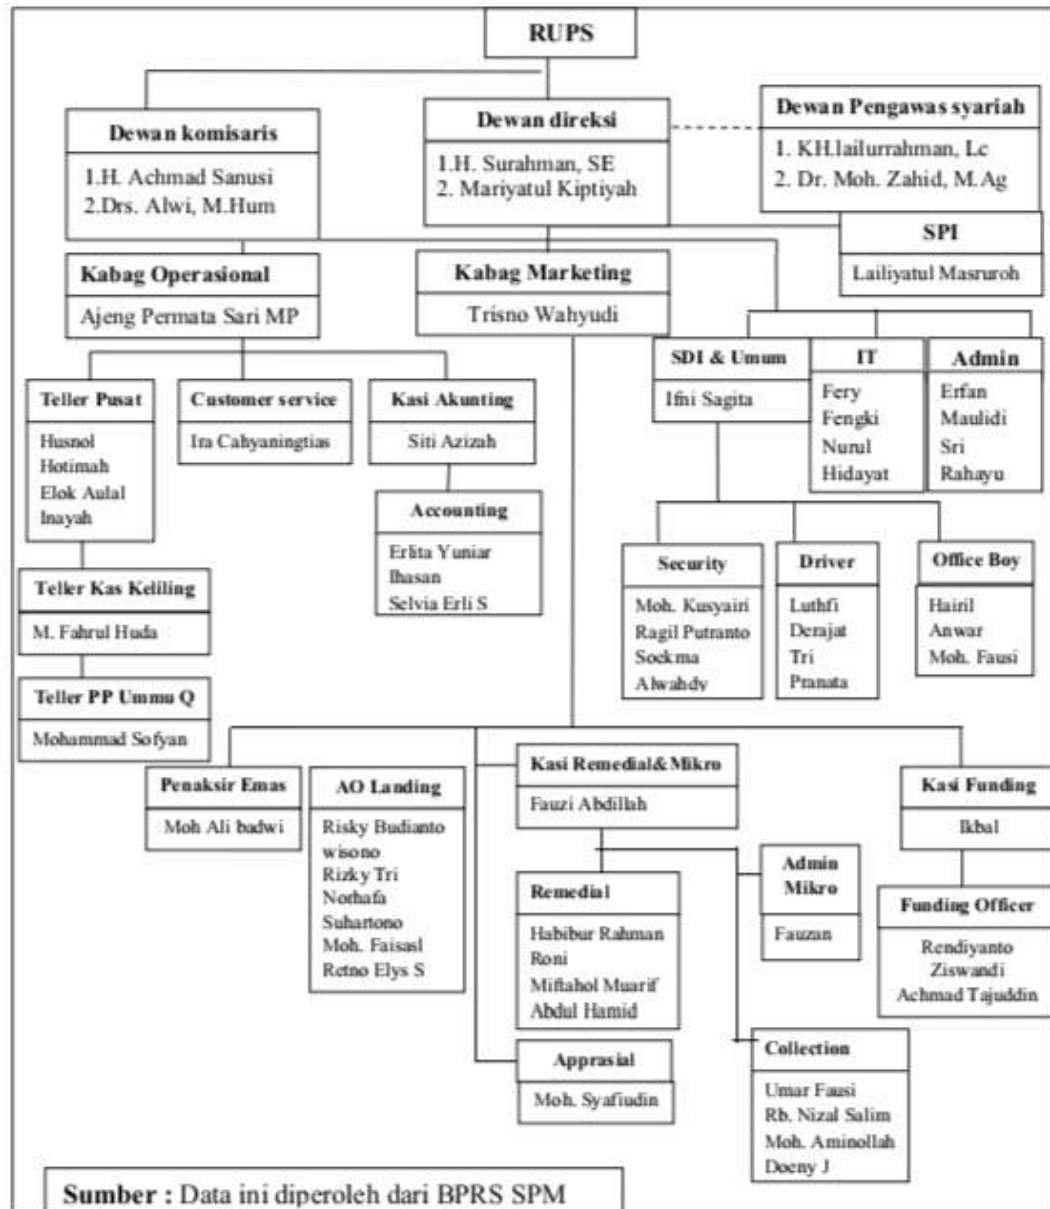 RUPS
Dewan komisaris
1.H. Achmad Sanusi
2.Drs. Alwi, M.Hum
Dewan direksi
1.H. Surahman, SE
2. Mariyatul Kiptiyah
Dewan Pengawas syariah
1. KH.lailurrahman, Lc
2. Dr. Moh. Zahid, M.Ag
SPI
Lailiyatul Masruroh
Kabag Operasional
Ajeng Permata Sari MP
Kabag Marketing
Trisno Wahyudi
SDI & Umum
Ifni Sagita
IT
Fery
Fengki
Nurul
Hidayat
Admin
Erfan
Maulidi
Sri
Rahayu
Teller Pusat
Husnol
Hotimah
Elok Aulal
Inayah
Customer service
Ira Cahyaningtias
Kasi Akunting
Siti Azizah
Accounting
Erlita Yuniar
Ihasan
Selvia Erli S
Teller Kas Keliling
M. Fahrul Huda
Teller PP Ummu Q
Mohammad Sofyan
Security
Moh. Kusyairi
Ragil Putranto
Soekma
Alwahdy
Driver
Luthfi
Derajat
Tri
Pranata
Office Boy
Hairil
Anwar
Moh. Fausi
Penaksir Emas
Moh Ali badwi
AO Landing
Risky Budianto
wisono
Rizky Tri
Norhafa
Suhartono
Moh. Faisasl
Retno Elys S
Kasi Remedial&Mikro
Fauzi Abdillah
Kasi Funding
Ikbal
Remedial
Habibur Rahman
Roni
Miftahol Muarif
Abdul Hamid
Admin
Mikro
Fauzan
Funding Officer
Rendiyanto
Ziswandi
Achmad Tajuddin
Apprasial
Moh. Syafiudin
Collection
Umar Fausi
Rb. Nizal Salim
Moh. Aminollah
Doeny J
Sumber : Data ini diperoleh dari BPRS SPM